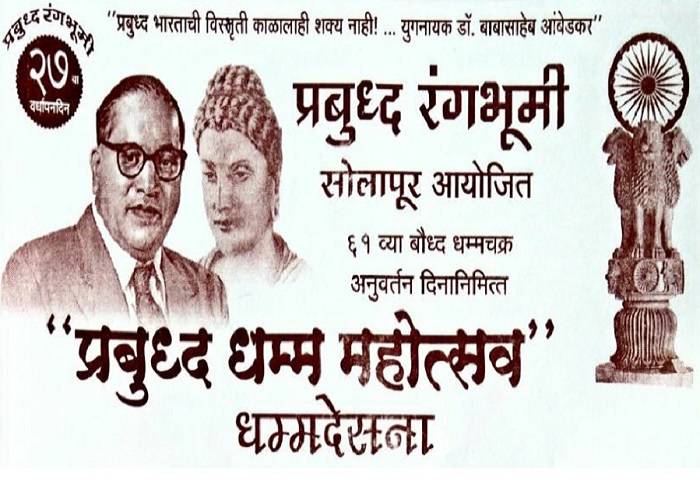 प्रबुध्द रंगभूमी
२७ वा
वर्धापनदिन
"प्रबुध्द भारताची विस्मृती काळालाही शक्य नाही! ... युगनायक डॉ. बाबासाहेब आंबेडकर"
प्रबुध्द रंगभूमी
सोलापूर आयोजित
६१ व्या बौध्द धम्मचक्र
अनुवर्तन दिनानिमित्त
"प्रबुध्द धम्म महोत्सव"
धम्मदेसना